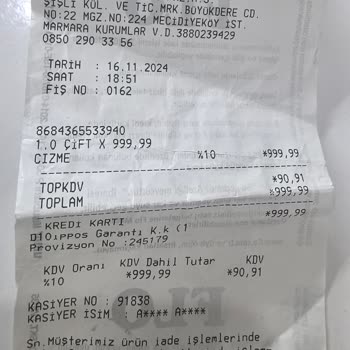 ŞİŞLİ KÜL. VE TİC.MRK.BÜYÜKDERE CD.
NO:22 MGZ.NO:224 MECİDİYEKÖY İST.
MARMARA KURUMLAR V.D.3880239429
0850 290 33 56
TARİH : 16.11.2024
SAAT : 18:51
FİŞ NO : 0162
8684365533940
1.0 ÇİFT X 999,99
ÇİZME %10 *999,99
TOPKDV *90,91
TOPLAM *999,99
KREDİ KARTI *999,99
D10ippos Garanti K.k (1
Provizyon No :245179
KDV Oranı KDV Dahil Tutar KDV
%10 *999,99 *90,91
KASİYER NO : 91838
KASİYER İSİM : A**** A****
Sn.Müşterimiz ürün iade işlemlerinde